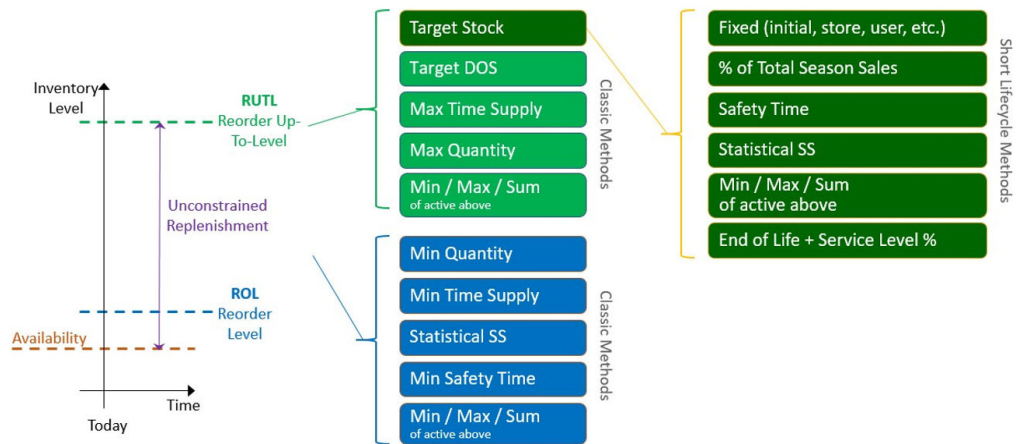 Inventory
Level
RUTL
Reorder Up-
To-Level
Unconstrained
Replenishment
ROL
Reorder
Level
Availability
Time
Today
Target Stock
Target DOS
Max Time Supply
Max Quantity
Min / Max / Sum
of active above
Classic Methods
Min Quantity
Min Time Supply
Statistical SS
Min Safety Time
Min / Max / Sum
of active above
Classic Methods
Fixed (initial, store, user, etc.)
% of Total Season Sales
Safety Time
Statistical SS
Min / Max / Sum
of active above
End of Life + Service Level %
Short Lifecycle Methods